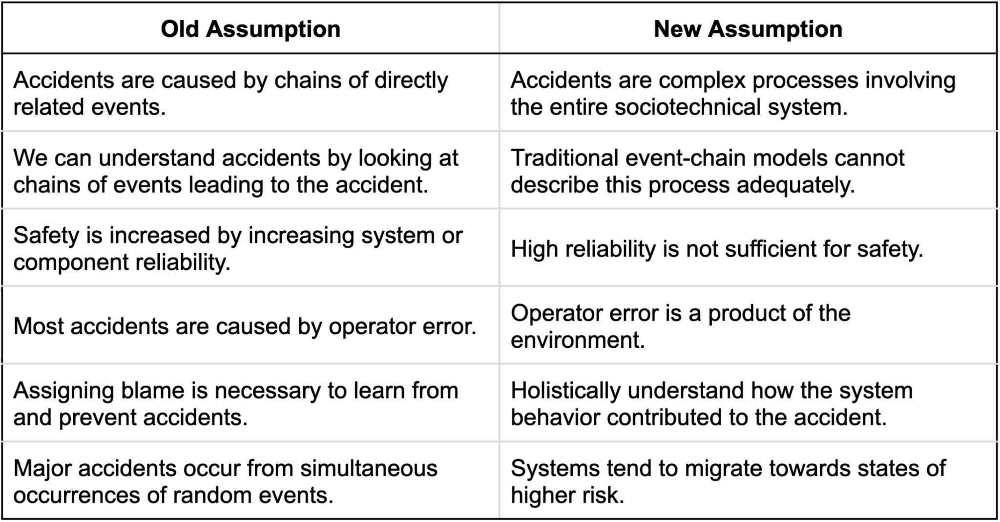 Old Assumption
New Assumption
Accidents are caused by chains of directly
related events.
Accidents are complex processes involving
the entire sociotechnical system.
We can understand accidents by looking at
chains of events leading to the accident.
Traditional event-chain models cannot
describe this process adequately.
Safety is increased by increasing system or
component reliability.
High reliability is not sufficient for safety.
Most accidents are caused by operator error.
Operator error is a product of the
environment.
Assigning blame is necessary to learn from
and prevent accidents.
Holistically understand how the system
behavior contributed to the accident.
Major accidents occur from simultaneous
occurrences of random events.
Systems tend to migrate towards states of
higher risk.